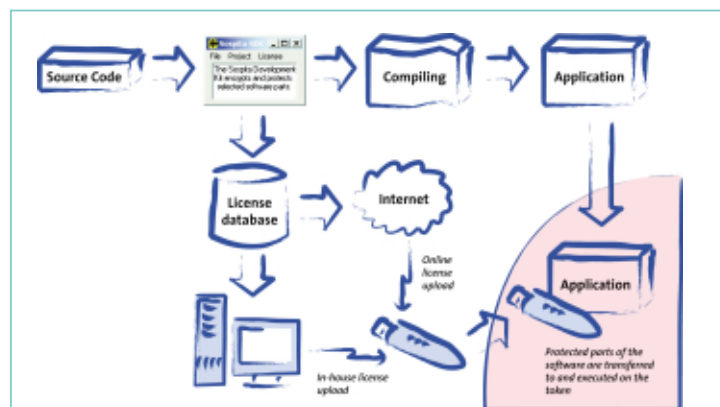 Source Code
File Project License
The Sospita Development
Kit encrypts and protects
selected software parts
Compiling
Application
License
database
Internet
Online
license
upload
Application
In-house license
upload
Protected parts of the
software are transferred
to and executed on the
token